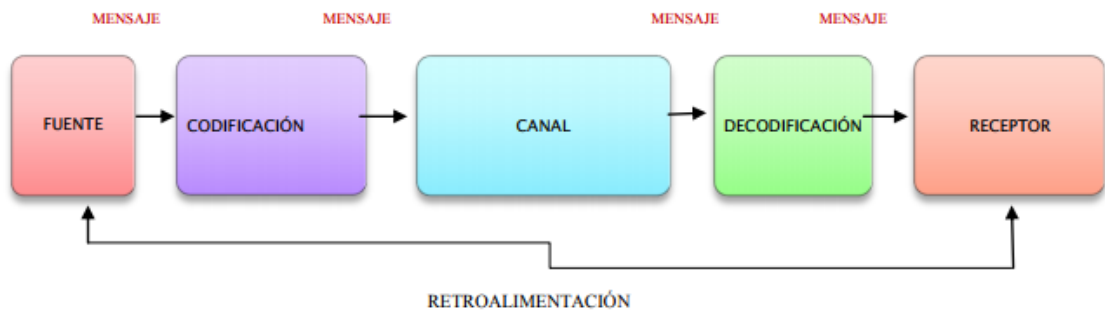 MENSAJE MENSAJE MENSAJE MENSAJE
FUENTE CODIFICACIÓN CANAL DECODIFICACIÓN RECEPTOR
RETROALIMENTACIÓN